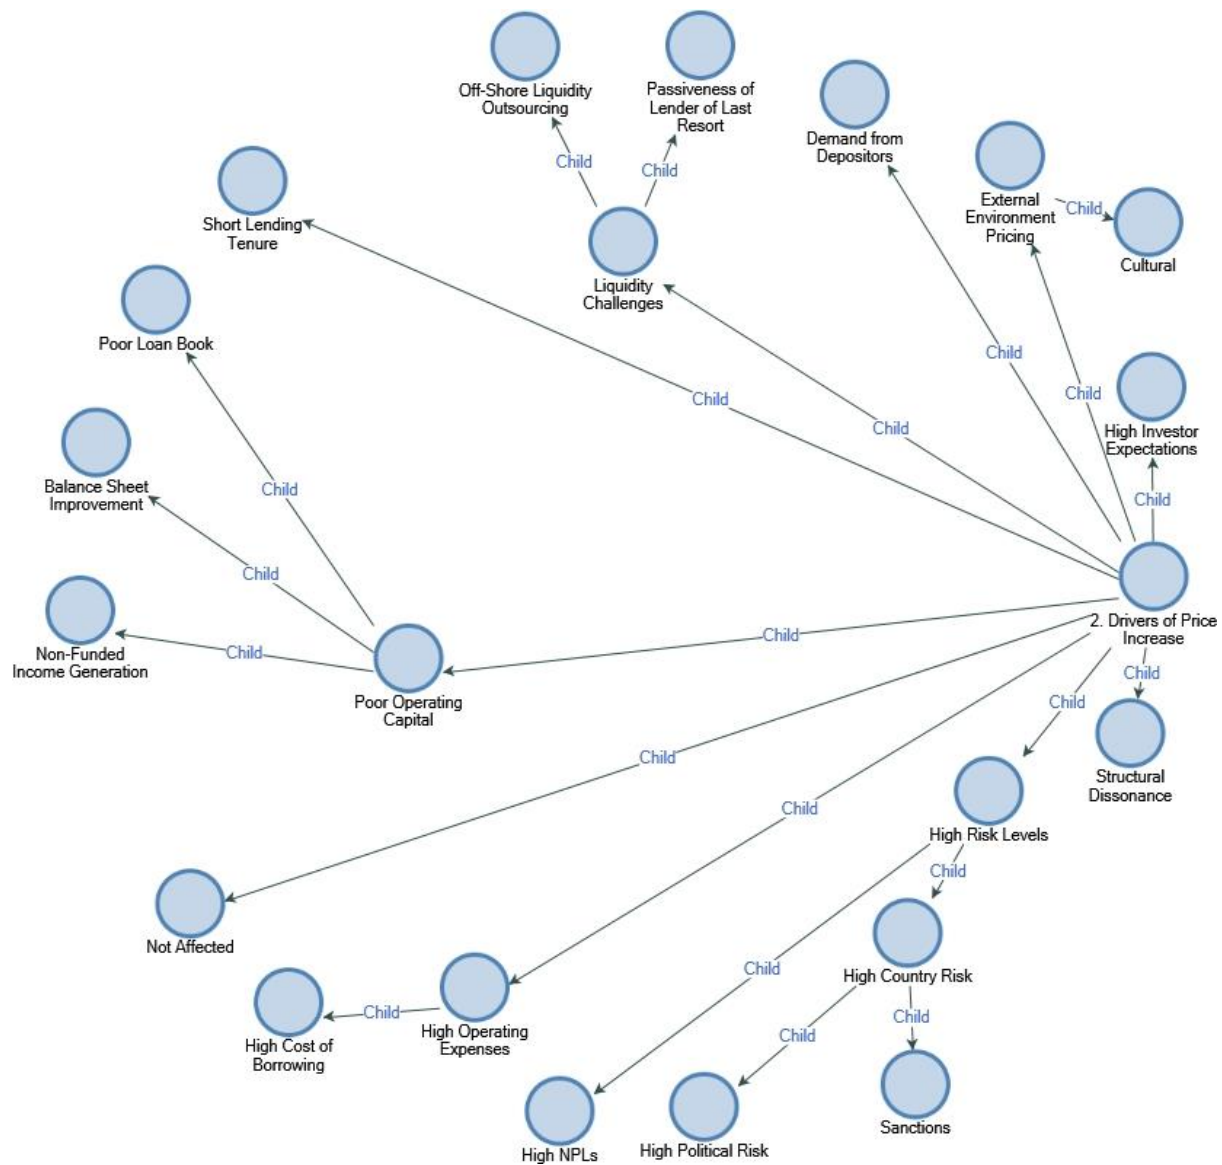 Off-Shore Liquidity
Outsourcing
Passiveness of
Lender of Last
Resort
Demand from
Depositors
Child
Child
External
Environment
Pricing
Child
Cultural
Short Lending
Tenure
Liquidity
Challenges
Poor Loan Book
Child
Child
High Investor
Expectations
Child
Child
Balance Sheet
Improvement
Child
Child
Child
2. Drivers of Price
Increase
Non-Funded
Income Generation
Child
Child
Poor Operating
Capital
Child
Child
Structural
Dissonance
Child
Child
High Risk Levels
Child
Not Affected
Child
High Country Risk
High Cost of
Borrowing
Child
High Operating
Expenses
Child
Child
Sanctions
High NPLs
High Political Risk